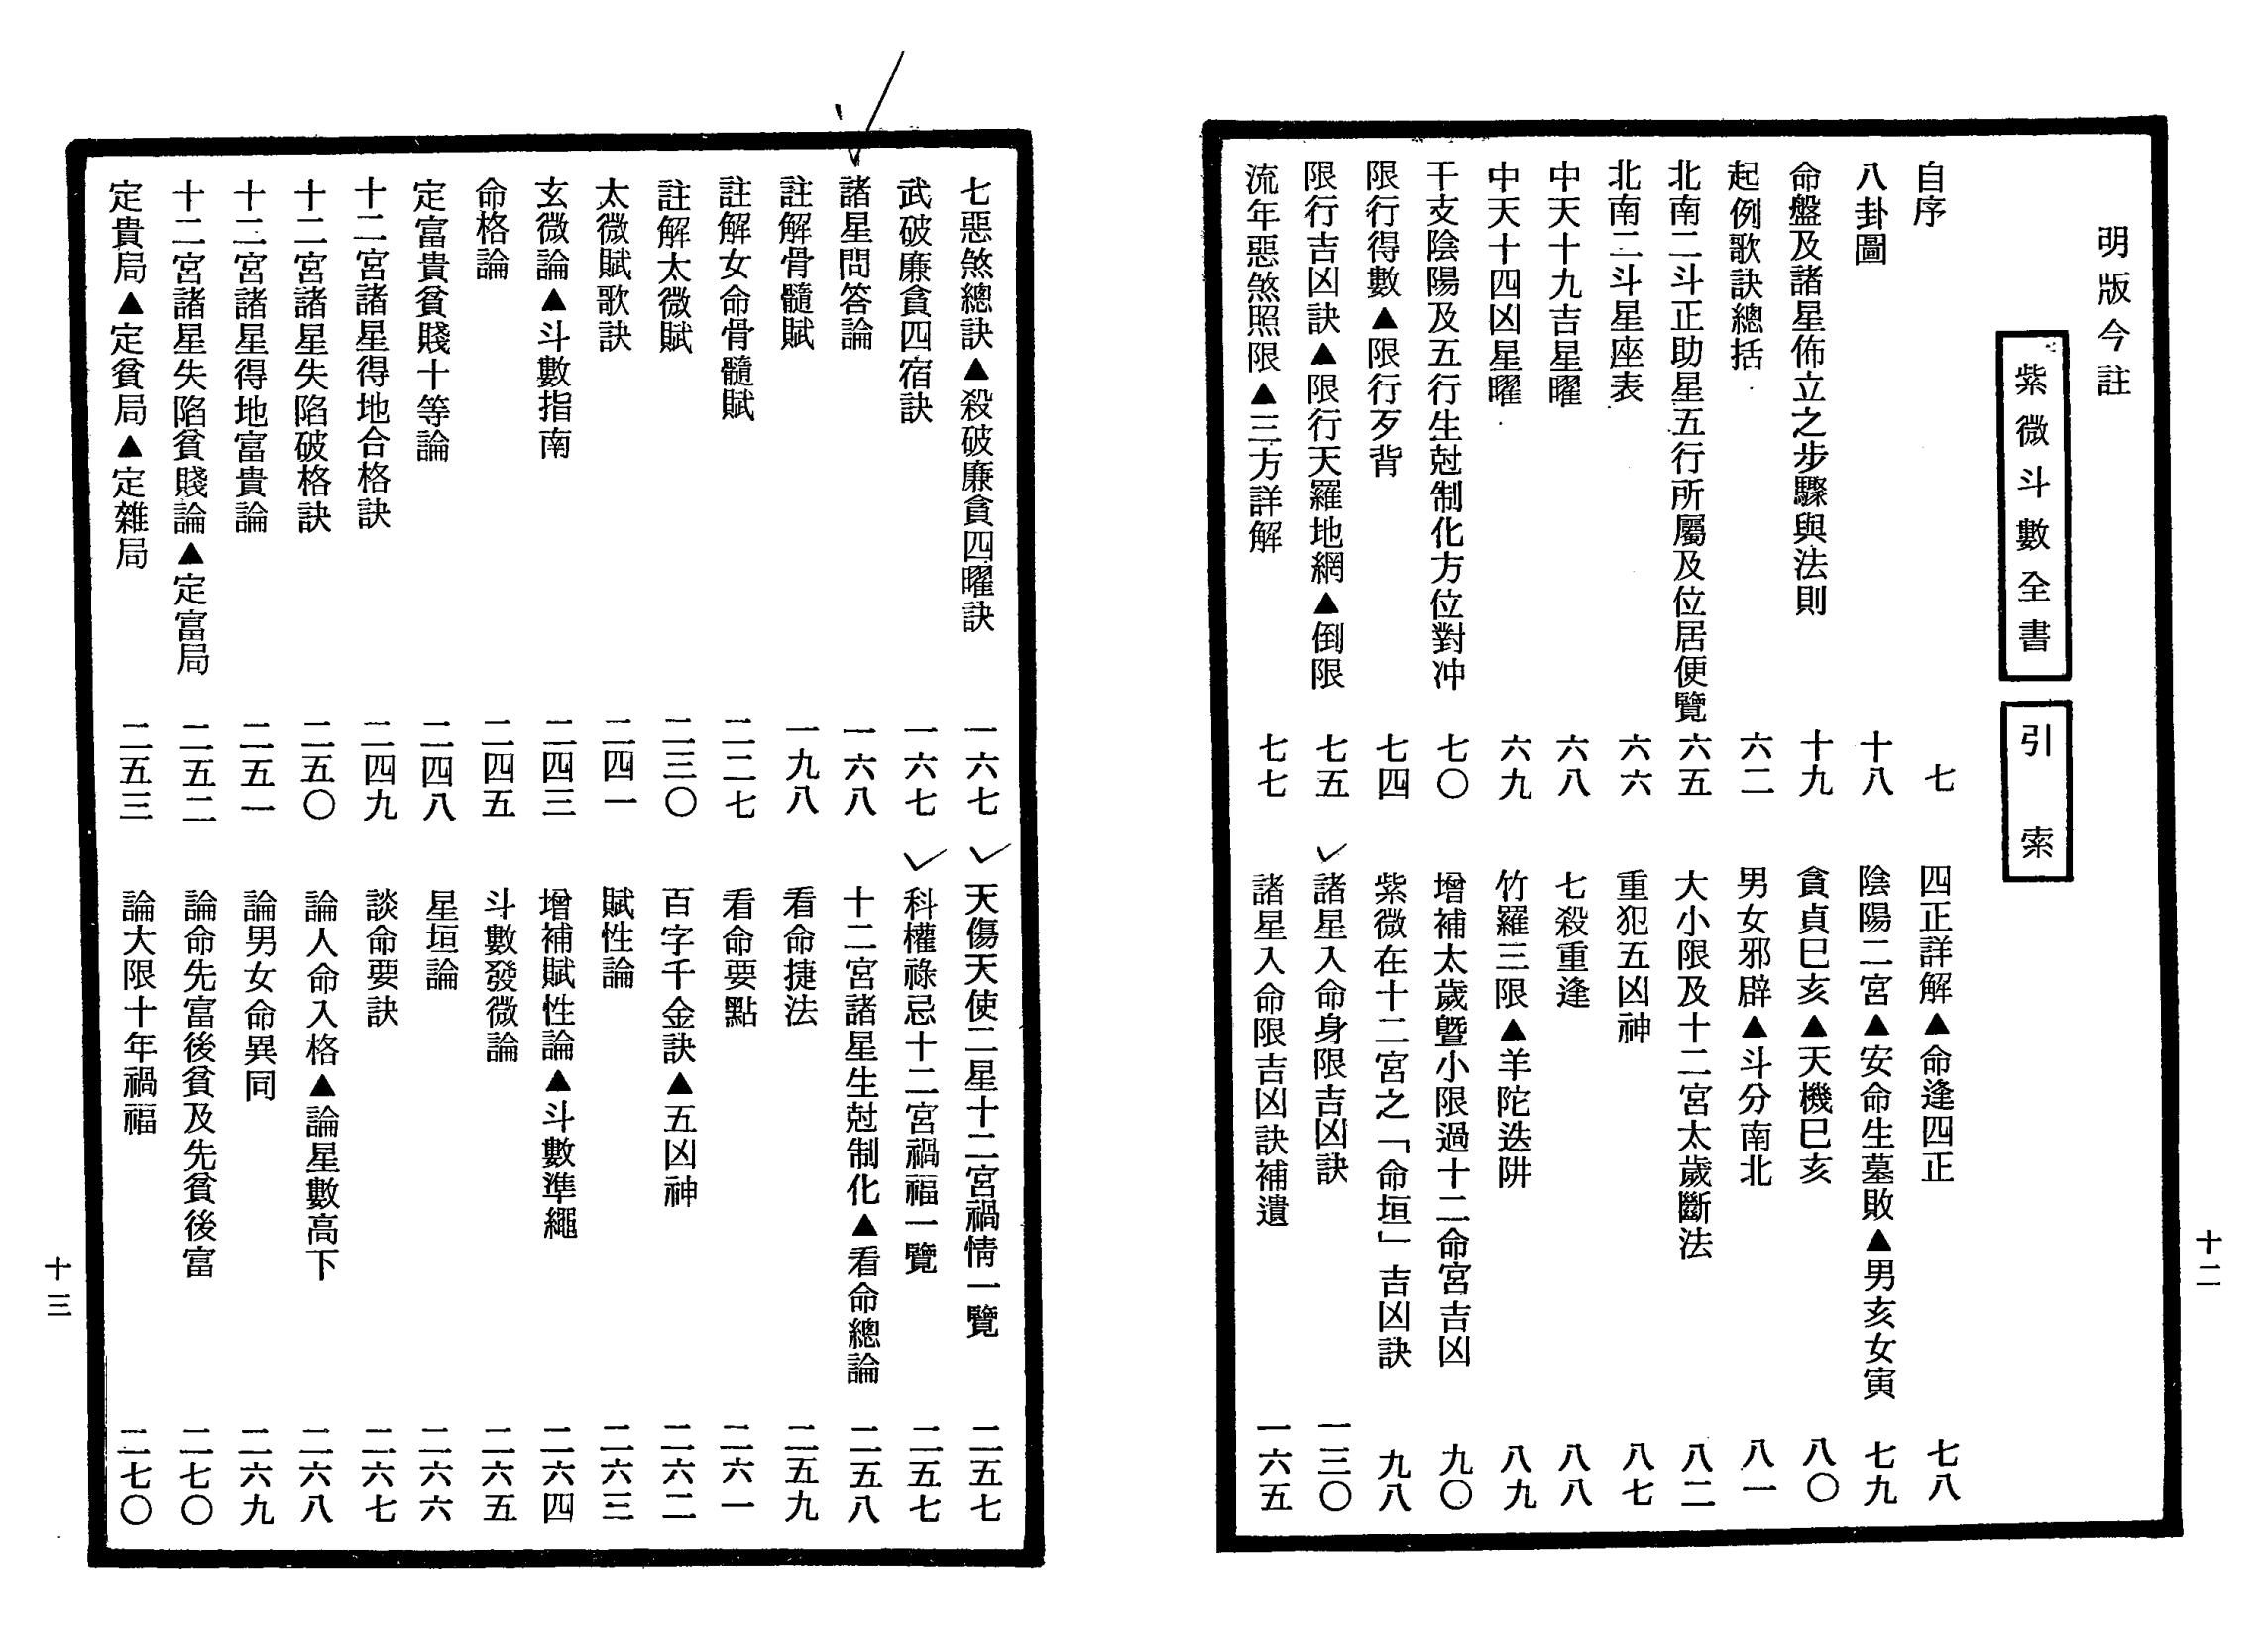 明版今註
紫微斗數全書
引索
自序 七
八卦圖 十八
命盤及諸星佈立之步驟與法則 十九
起例歌訣總括 六二
北南二斗正助星五行所屬及位居便覽 六五
北南二斗星座表 六六
中天十九吉星曜 六八
中天十四凶星曜 六九
干支陰陽及五行生尅制化方位對冲 七〇
限行得數▲限行歹背 七四
限行吉凶訣▲限行天羅地網▲倒限 七五
流年惡煞照限▲三方詳解 七七
四正詳解▲命逢四正 七八
陰陽二宮▲安命生墓敗▲男亥女寅 七九
貪貞巳亥▲天機巳亥 八〇
男女邪辟▲斗分南北 八一
大小限及十二宮太歲斷法 八二
重犯五凶神 八七
七殺重逢 八八
竹羅三限▲羊陀迭阱 八九
增補太歲暨小限過十二命宮吉凶 九〇
紫微在十二宮之「命垣」吉凶訣 九八
諸星入命身限吉凶訣 一三〇
諸星入命限吉凶訣補遺 一六五
十二
七惡煞總訣▲殺破廉貪四曜訣 一六七
武破廉貪四宿訣 一六七
諸星問答論 一六八
註解骨髓賦 一九八
註解女命骨髓賦 二二七
註解太微賦 二三〇
太微賦歌訣 二四一
玄微論▲斗數指南 二四三
命格論 二四五
定富貴貧賤十等論 二四八
十二宮諸星得地合格訣 二四九
十二宮諸星失陷破格訣 二五〇
十二宮諸星得地富貴論 二五一
十二宮諸星失陷貧賤論▲定富局 二五二
定貴局▲定貧局▲定雜局 二五三
天傷天使二星十二宮禍情一覽 二五七
科權祿忌十二宮禍福一覽 二五七
十二宮諸星生尅制化▲看命總論 二五八
看命捷法 二五九
看命要點 二六一
百字千金訣▲五凶神 二六二
賦性論 二六三
增補賦性論▲斗數準繩 二六四
斗數發微論 二六五
星垣論 二六六
談命要訣 二六七
論人命入格▲論星數高下 二六八
論男女命異同 二六九
論命先富後貧及先貧後富 二七〇
論大限十年禍福 二七〇
十三